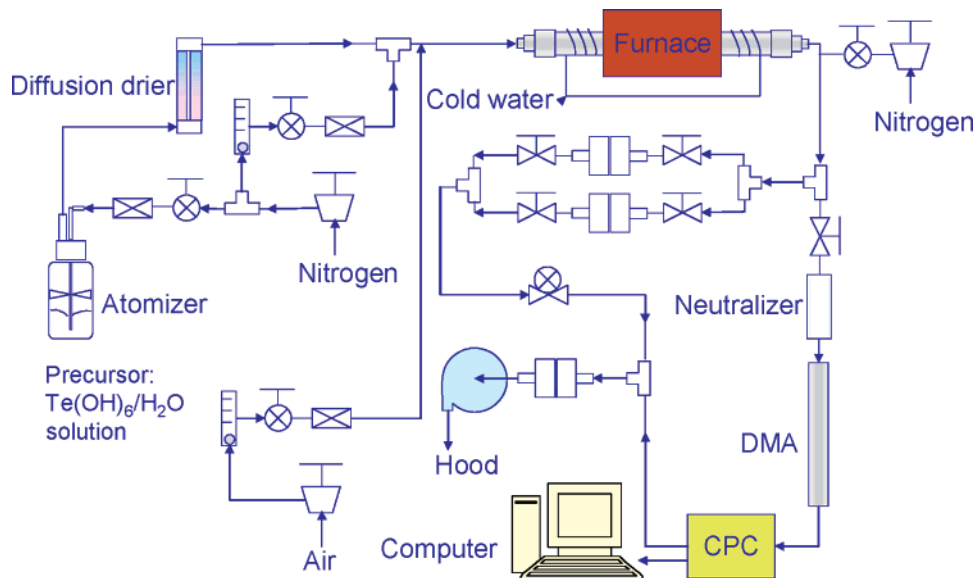 Furnace
Diffusion drier
Cold water
Nitrogen
Nitrogen
Atomizer
Neutralizer
Precursor:
Te(OH)₆/H₂O
solution
DMA
Hood
CPC
Computer
Air